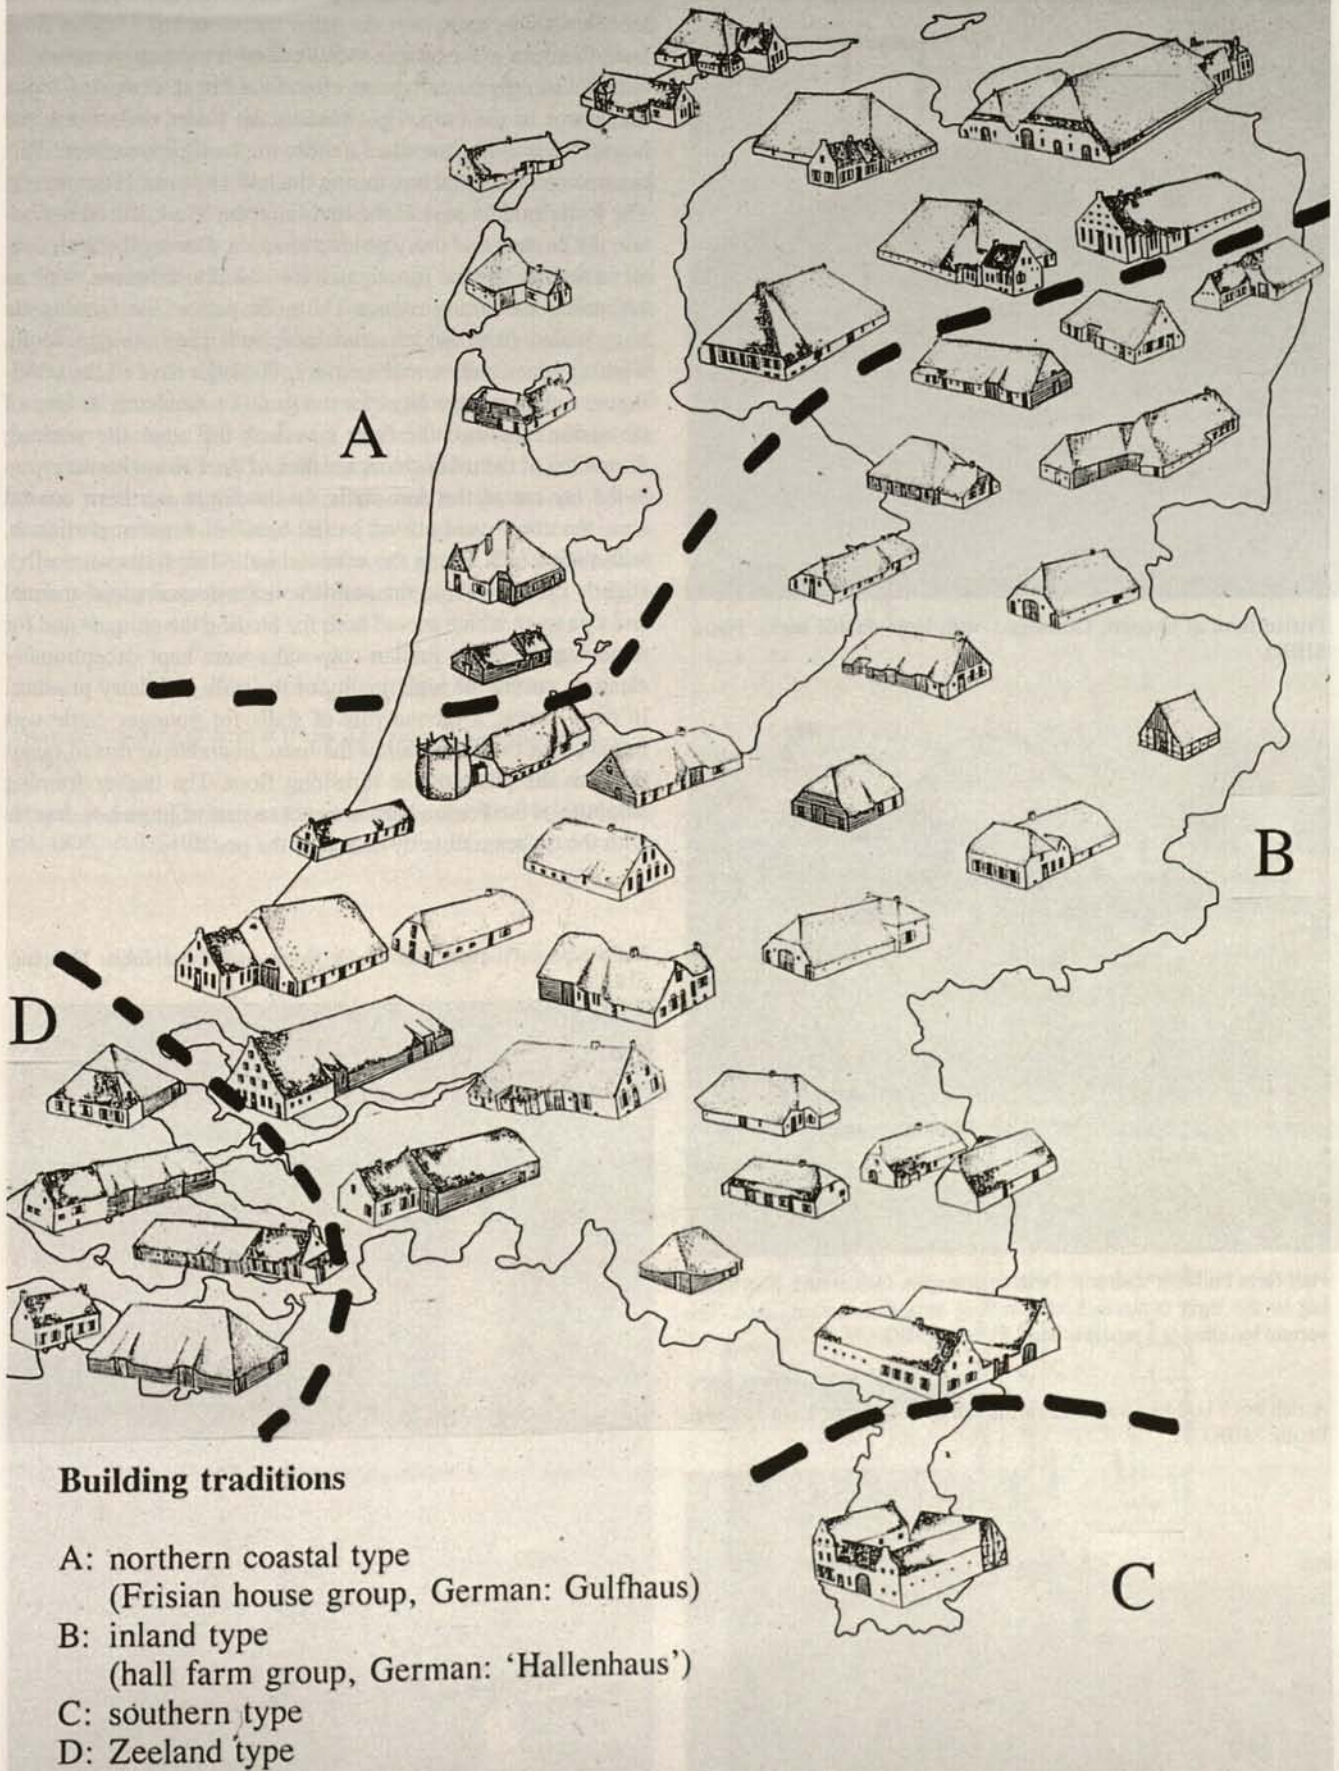 A
B
D
C
Building traditions
A: northern coastal type
(Frisian house group, German: Gulfhaus)
B: inland type
(hall farm group, German: ‘Hallenhaus’)
C: southern type
D: Zeeland type